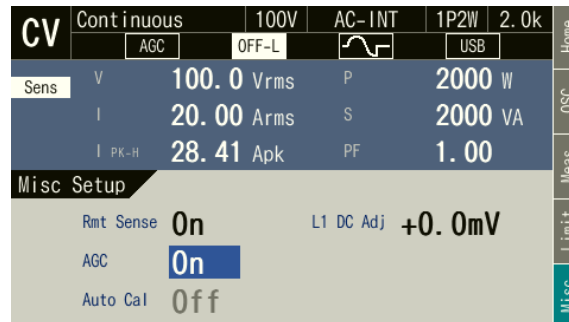 CV Continuous 100V AC-INT 1P2W 2.0k
AGC OFF-L USB
Sens
V 100.0 Vrms P 2000 W
I 20.00 Arms S 2000 VA
I PK-H 28.41 Apk PF 1.00
Misc Setup
Rmt Sense On L1 DC Adj +0.0mV
AGC On
Auto Cal Off
Home
OSC
Meas
Limit
Misc